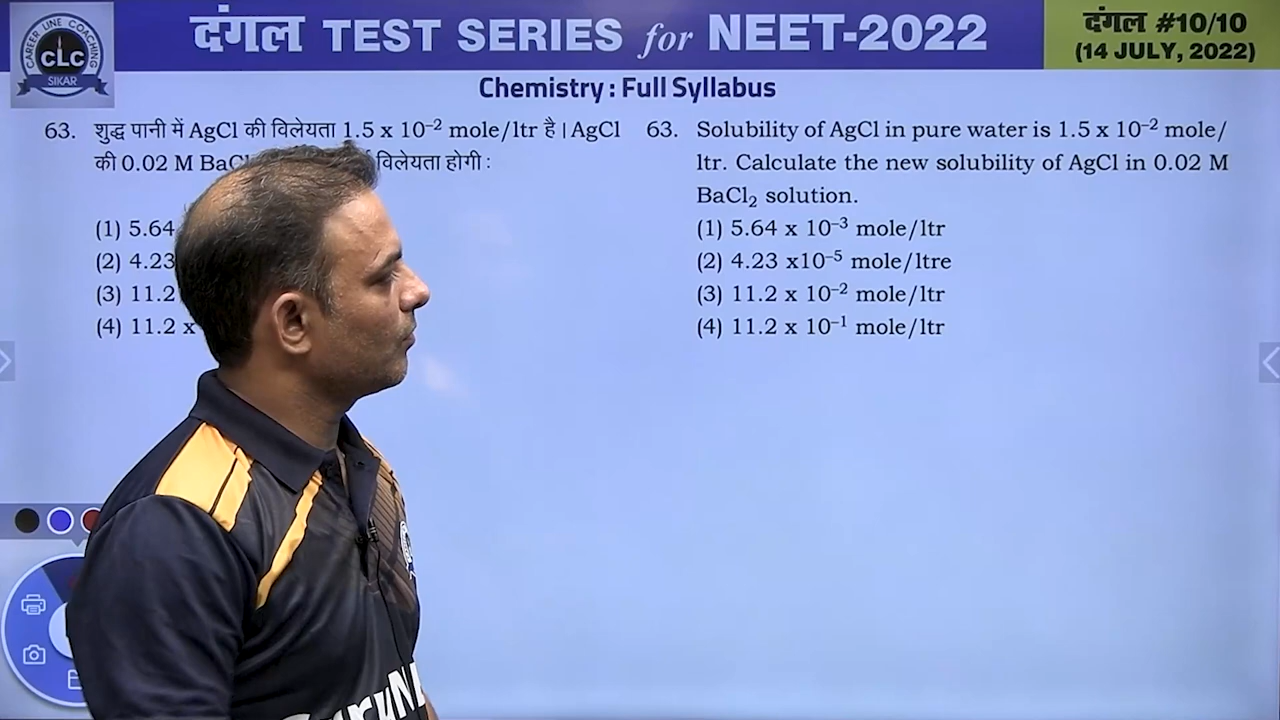 दंगल TEST SERIES for NEET-2022
दंगल #10/10
(14 JULY, 2022)
CAREER LINE COACHING
CLC
SIKAR
Chemistry : Full Syllabus
63. शुद्ध पानी में AgCl की विलेयता 1.5 x 10⁻² mole/ltr है। AgCl
की 0.02 M BaCl विलेयता होगी :
(1) 5.64
(2) 4.23
(3) 11.2
(4) 11.2 x
63. Solubility of AgCl in pure water is 1.5 x 10⁻² mole/
ltr. Calculate the new solubility of AgCl in 0.02 M
BaCl₂ solution.
(1) 5.64 x 10⁻³ mole/ltr
(2) 4.23 x10⁻⁵ mole/ltre
(3) 11.2 x 10⁻² mole/ltr
(4) 11.2 x 10⁻¹ mole/ltr